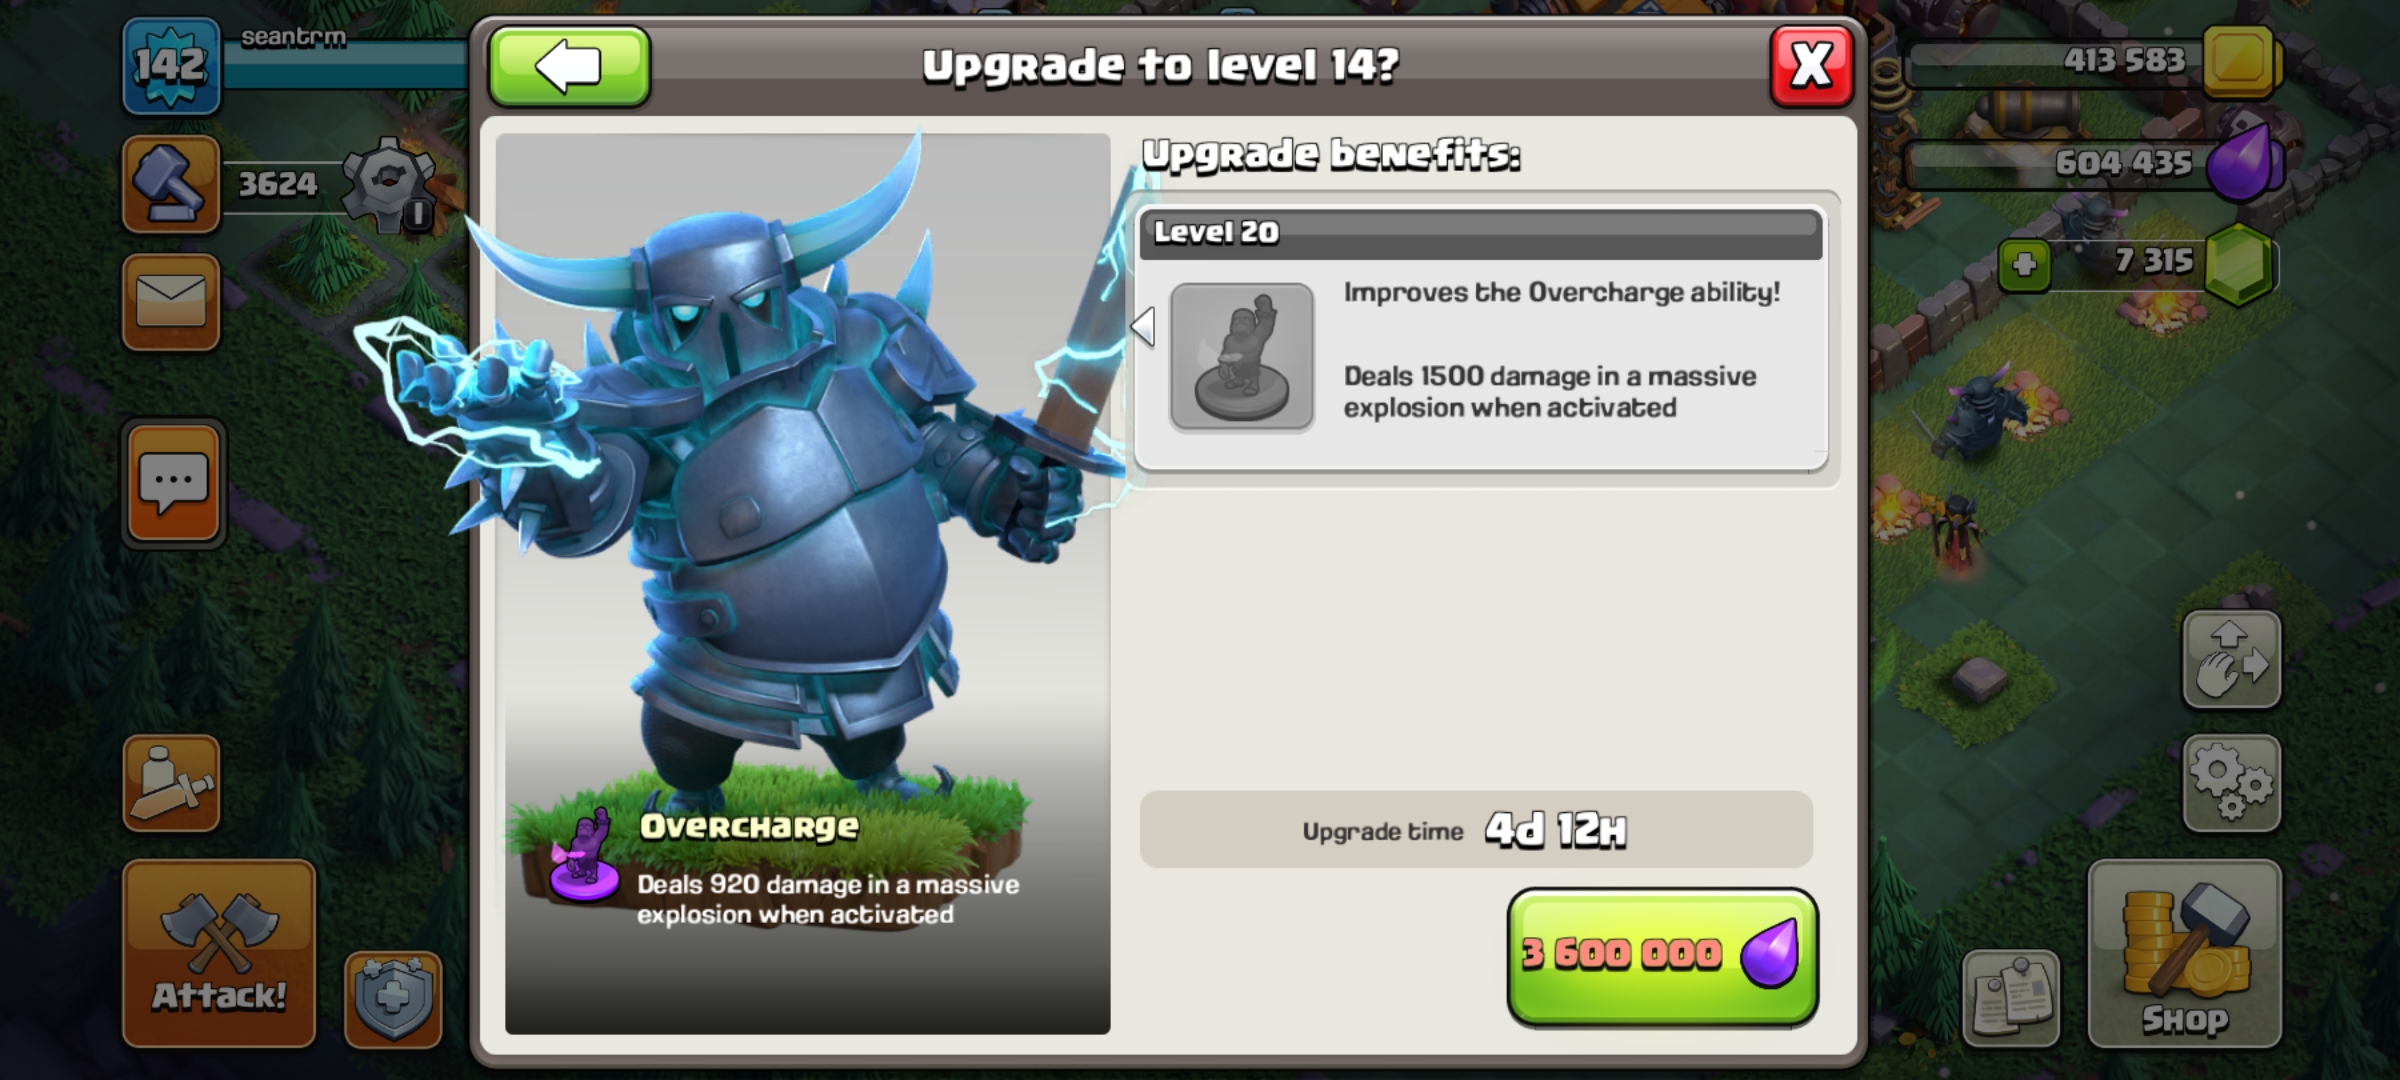 142
seantrm
3624
Upgrade to level 14?
X
413 583
604 435
7 315
Upgrade benefits:
Level 20
Improves the Overcharge ability!
Deals 1500 damage in a massive
explosion when activated
Overcharge
Deals 920 damage in a massive
explosion when activated
Upgrade time 4d 12H
3 600 000
Attack!
Shop